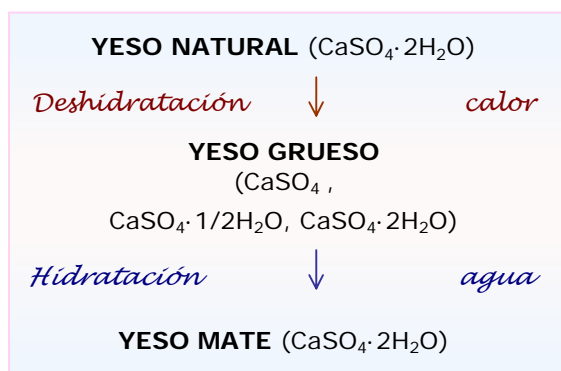 YESO NATURAL (CaSO₄·2H₂O)
Deshidratación calor
YESO GRUESO
(CaSO₄ ,
CaSO₄·1/2H₂O, CaSO₄·2H₂O)
Hidratación agua
YESO MATE (CaSO₄·2H₂O)